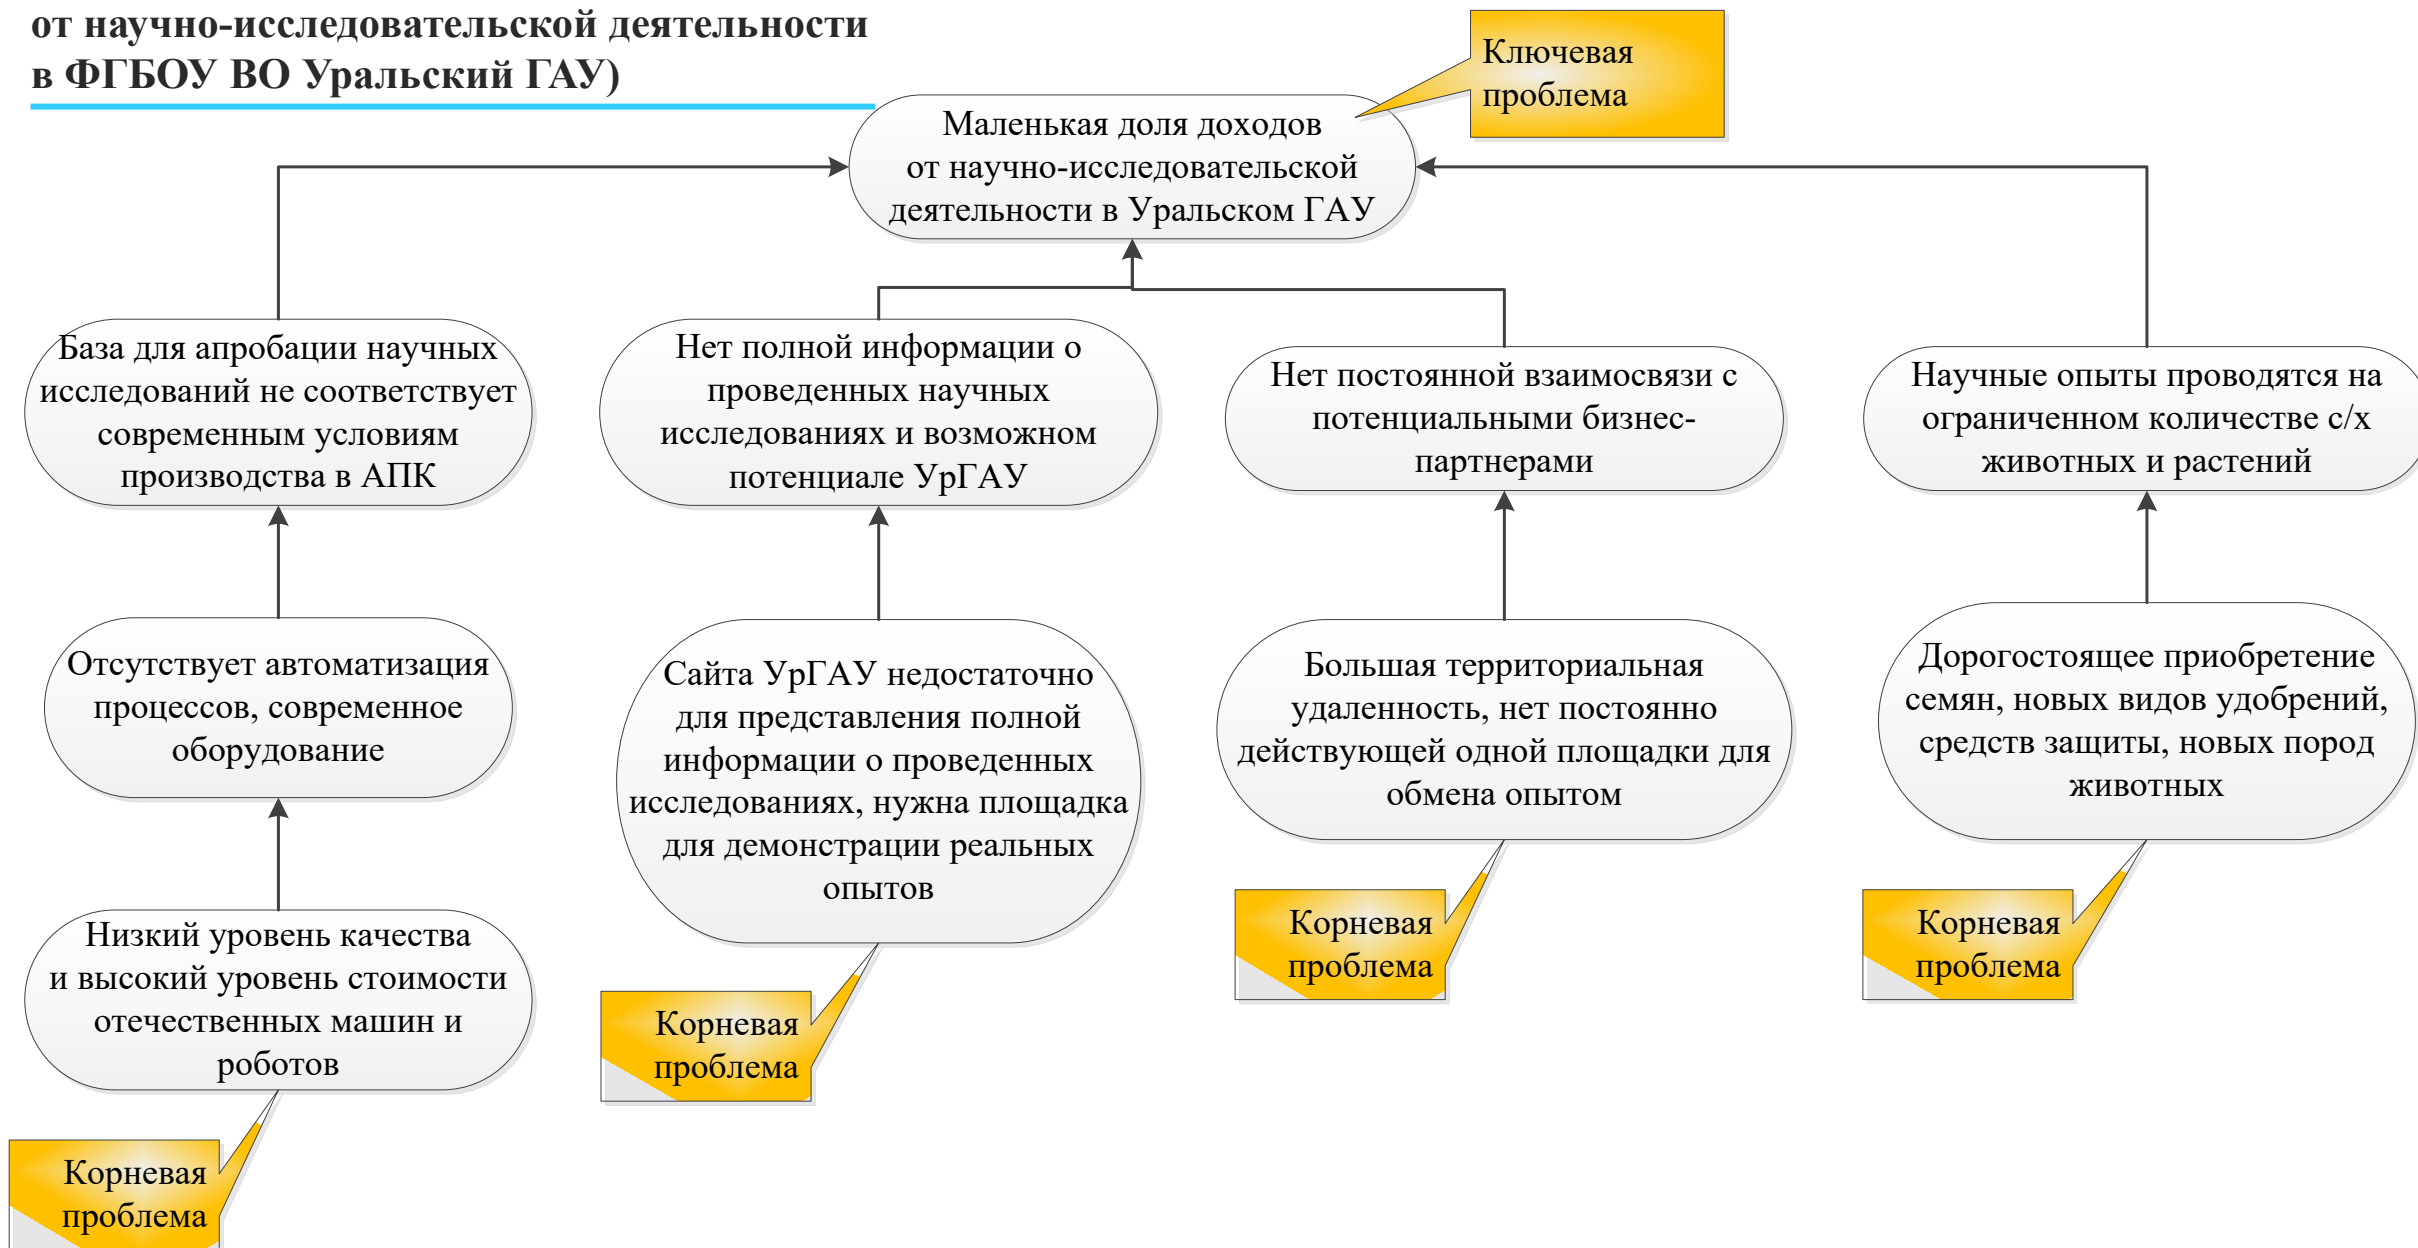 от научно-исследовательской деятельности
в ФГБОУ ВО Уральский ГАУ)
Ключевая
проблема
Маленькая доля доходов
от научно-исследовательской
деятельности в Уральском ГАУ
База для апробации научных
исследований не соответствует
современным условиям
производства в АПК
Нет полной информации о
проведенных научных
исследованиях и возможном
потенциале УрГАУ
Нет постоянной взаимосвязи с
потенциальными бизнес-
партнерами
Научные опыты проводятся на
ограниченном количестве с/х
животных и растений
Отсутствует автоматизация
процессов, современное
оборудование
Сайта УрГАУ недостаточно
для представления полной
информации о проведенных
исследованиях, нужна площадка
для демонстрации реальных
опытов
Большая территориальная
удаленность, нет постоянно
действующей одной площадки для
обмена опытом
Дорогостоящее приобретение
семян, новых видов удобрений,
средств защиты, новых пород
животных
Низкий уровень качества
и высокий уровень стоимости
отечественных машин и
роботов
Корневая
проблема
Корневая
проблема
Корневая
проблема
Корневая
проблема